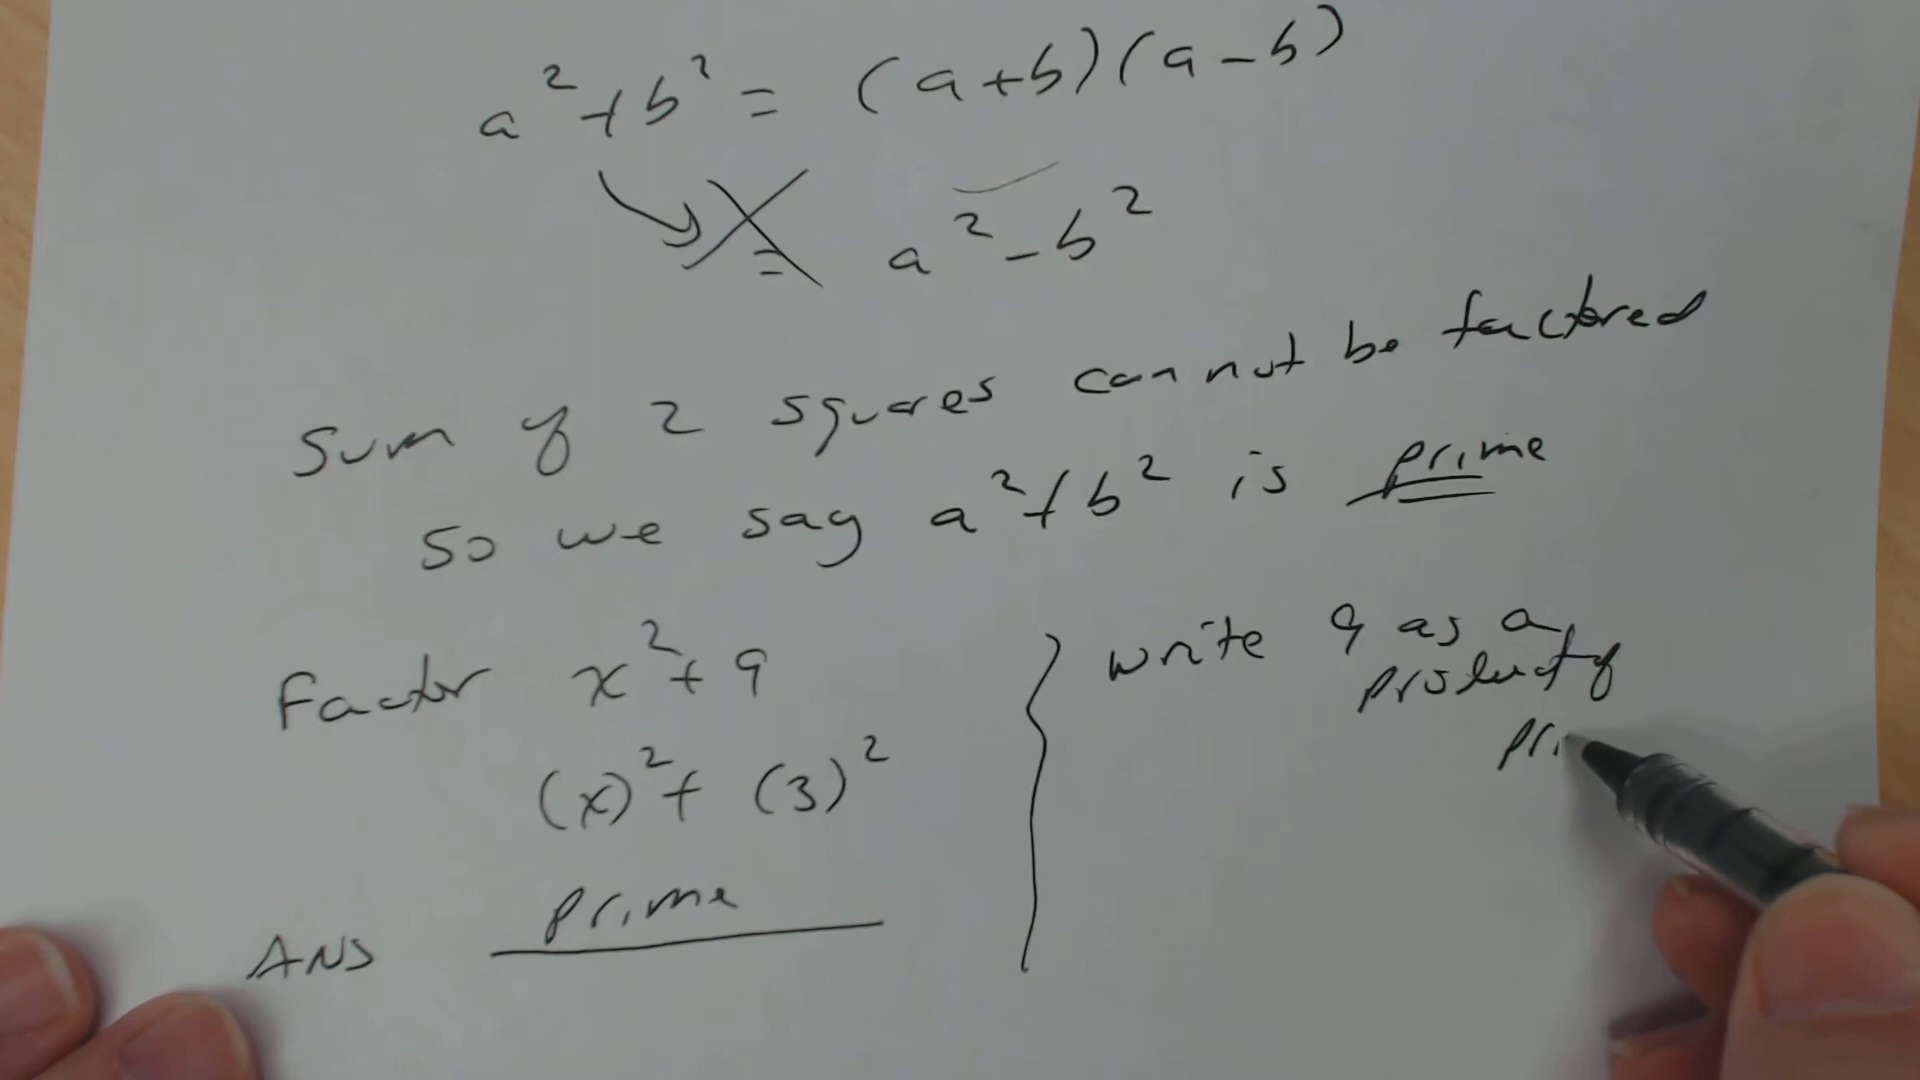 a² + b² = (a+b)(a-b)
= a² - b²
Sum of 2 squares cannot be factored
So we say a² + b² is prime
Factor x² + 9
(x)² + (3)²
ANS prime
write 9 as a
product of
pri